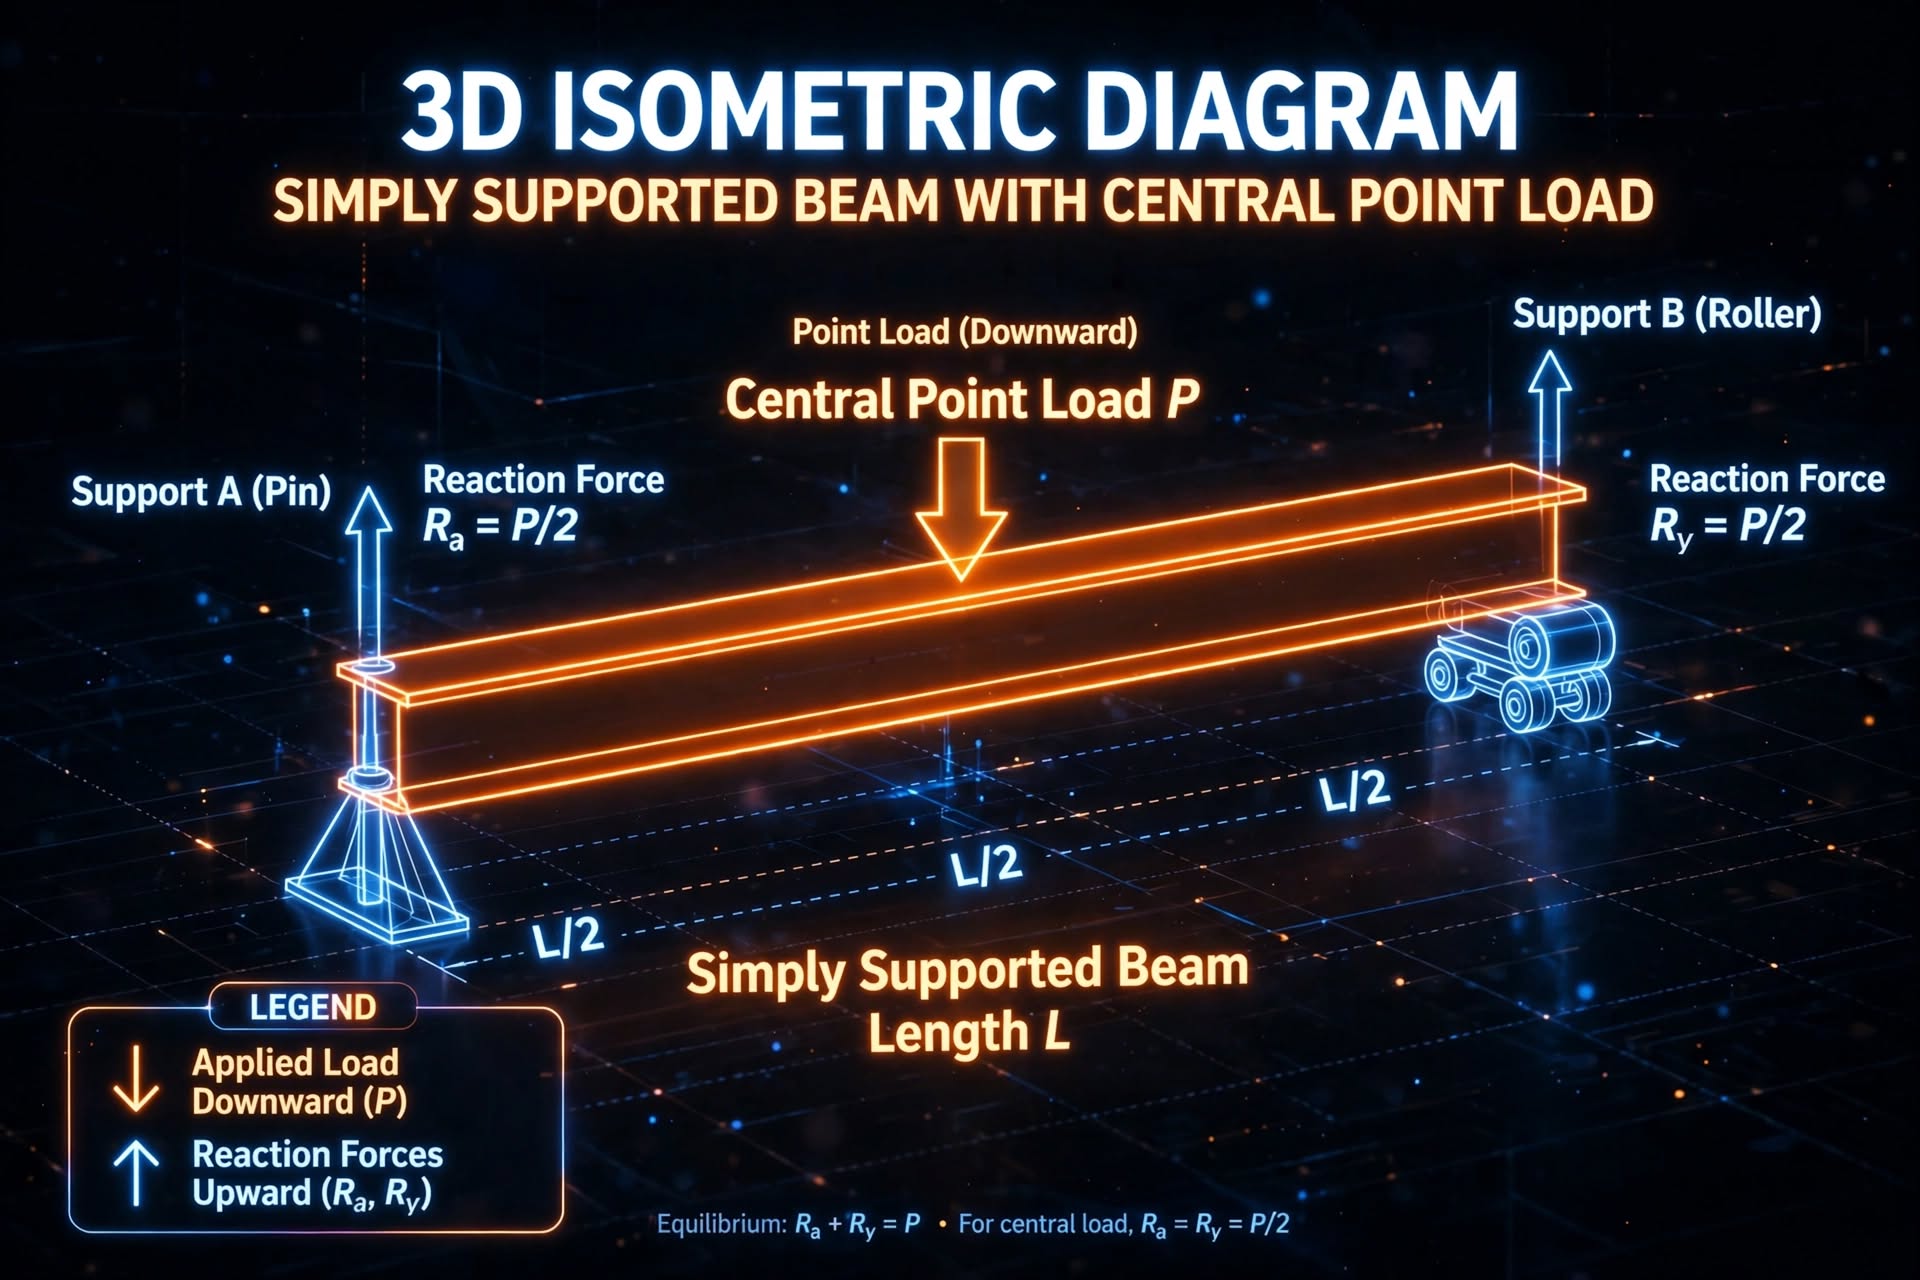 3D ISOMETRIC DIAGRAM
SIMPLY SUPPORTED BEAM WITH CENTRAL POINT LOAD
Support B (Roller)
Point Load (Downward)
Central Point Load P
Support A (Pin)
Reaction Force
Rₐ = P/2
Reaction Force
Ry = P/2
L/2
L/2
L/2
Simply Supported Beam
Length L
LEGEND
Applied Load
Downward (P)
Reaction Forces
Upward (Rₐ, Ry)
Equilibrium: Rₐ + Ry = P • For central load, Rₐ = Ry = P/2